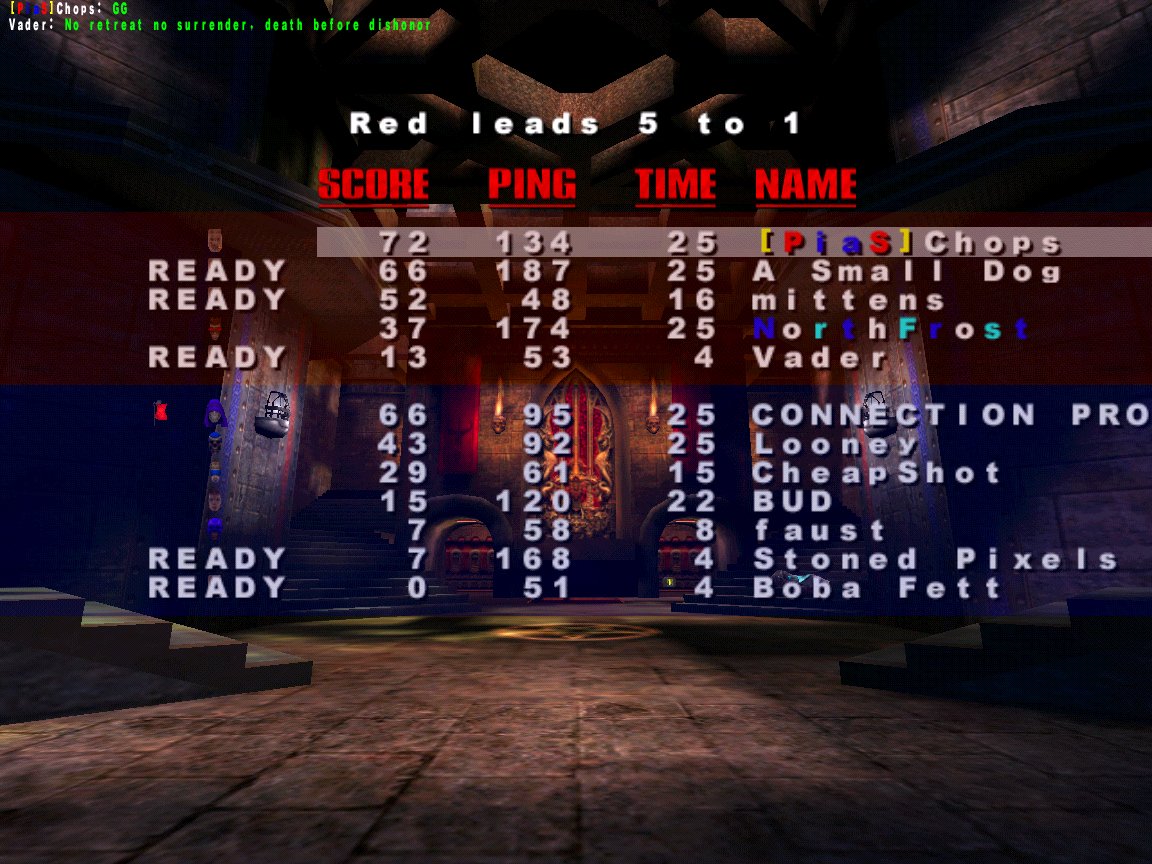 [PiaS]Chops: GG
Vader: No retreat no surrender, death before dishonor
Red leads 5 to 1
SCORE PING TIME NAME
72 134 25 [PiaS]Chops
READY 66 187 25 A Small Dog
READY 52 48 16 mittens
37 174 25 NorthFrost
READY 13 53 4 Vader
66 95 25 CONNECTION PRO
43 92 25 Looney
29 61 15 CheapShot
15 120 22 BUD
7 58 8 faust
READY 7 168 4 Stoned Pixels
READY 0 51 4 Boba Fett